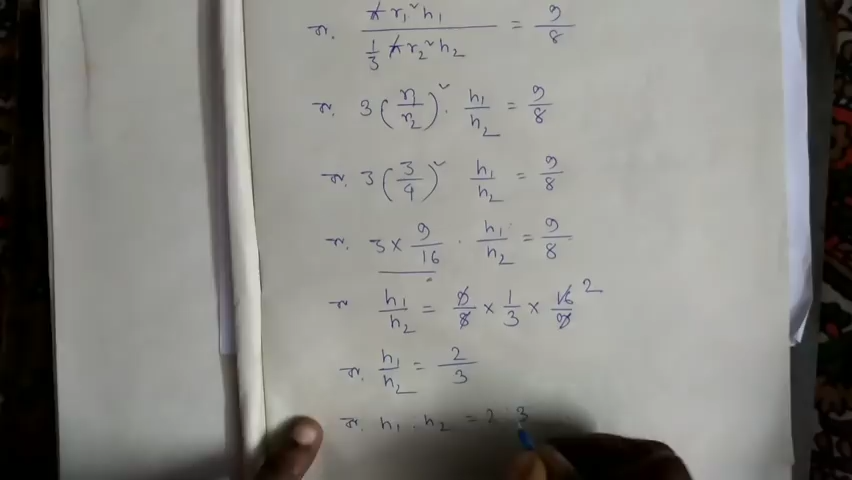 বা. πr₁²h₁ / ⅓πr₂²h₂ = 9/8
বা. 3(r₁/r₂)² · h₁/h₂ = 9/8
বা. 3(3/4)² h₁/h₂ = 9/8
বা. 3 × 9/16 · h₁/h₂ = 9/8
বা h₁/h₂ = 9/8 × 1/3 × 16/9 2
বা. h₁/h₂ = 2/3
বা. h₁ : h₂ = 2 : 3